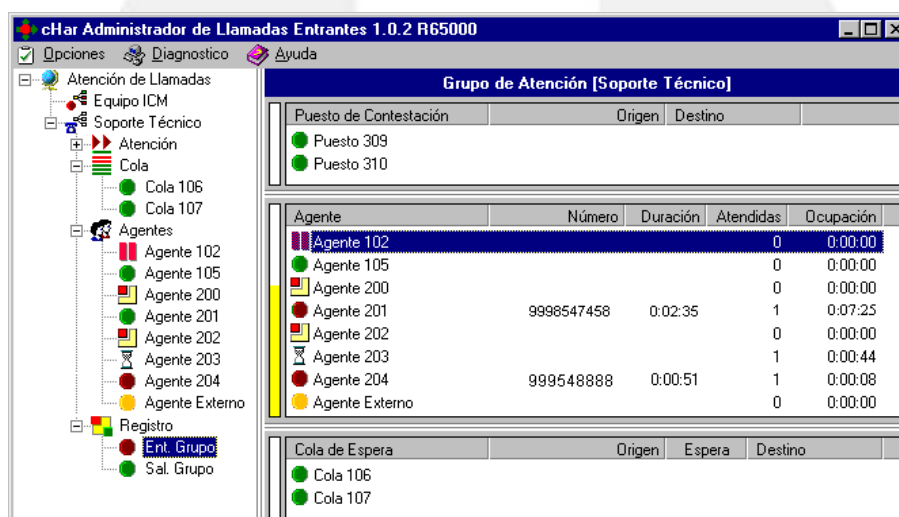 cHar Administrador de Llamadas Entrantes 1.0.2 R65000
Opciones Diagnostico Ayuda
Atención de Llamadas
Equipo ICM
Soporte Técnico
Atención
Cola
Cola 106
Cola 107
Agentes
Agente 102
Agente 105
Agente 200
Agente 201
Agente 202
Agente 203
Agente 204
Agente Externo
Registro
Ent. Grupo
Sal. Grupo
Grupo de Atención [Soporte Técnico]
Puesto de Contestación Origen Destino
Puesto 309
Puesto 310
Agente Número Duración Atendidas Ocupación
Agente 102 0 0:00:00
Agente 105 0 0:00:00
Agente 200 0 0:00:00
Agente 201 9998547458 0:02:35 1 0:07:25
Agente 202 0 0:00:00
Agente 203 1 0:00:44
Agente 204 999548888 0:00:51 1 0:00:08
Agente Externo 0 0:00:00
Cola de Espera Origen Espera Destino
Cola 106
Cola 107